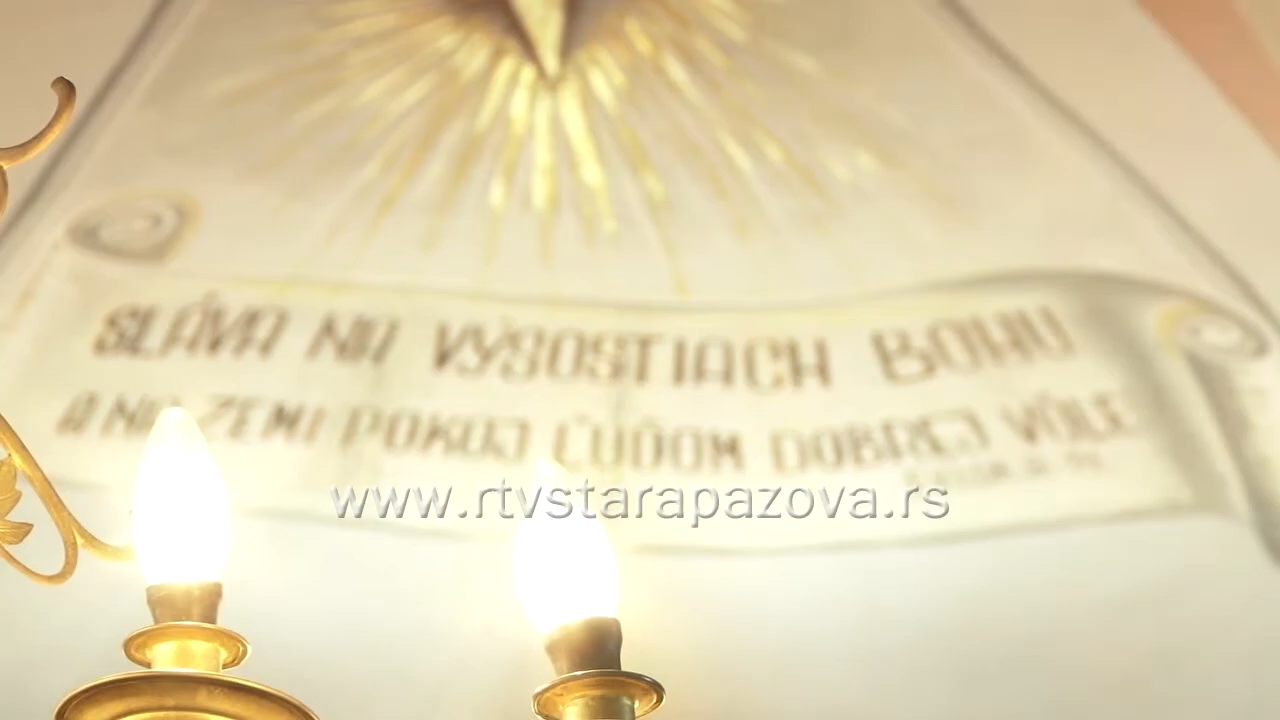 SLÁVA NA VÝSOSTIACH BOHU
A NA ZEMI POKOJ ĽUĎOM DOBREJ VÔLE
www.rtvstarapazova.rs